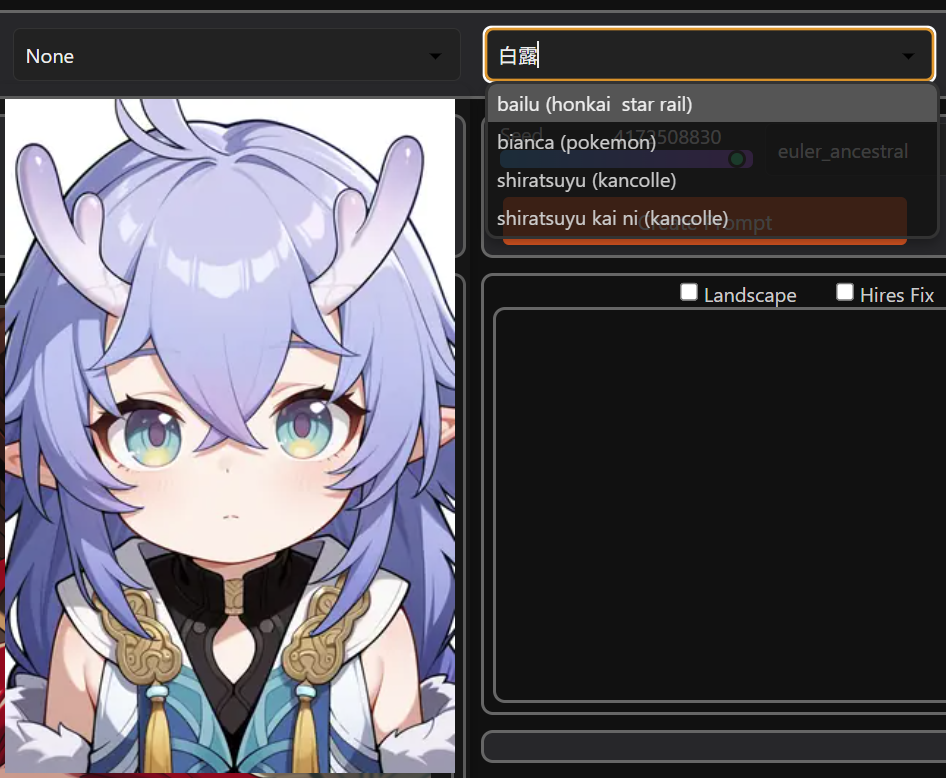 None
白露
bailu (honkai  star rail)
Seed
4173508830
bianca (pokemon)
euler_ancestral
shiratsuyu (kancolle)
shiratsuyu kai ni (kancolle)
Create Prompt
Landscape
Hires Fix